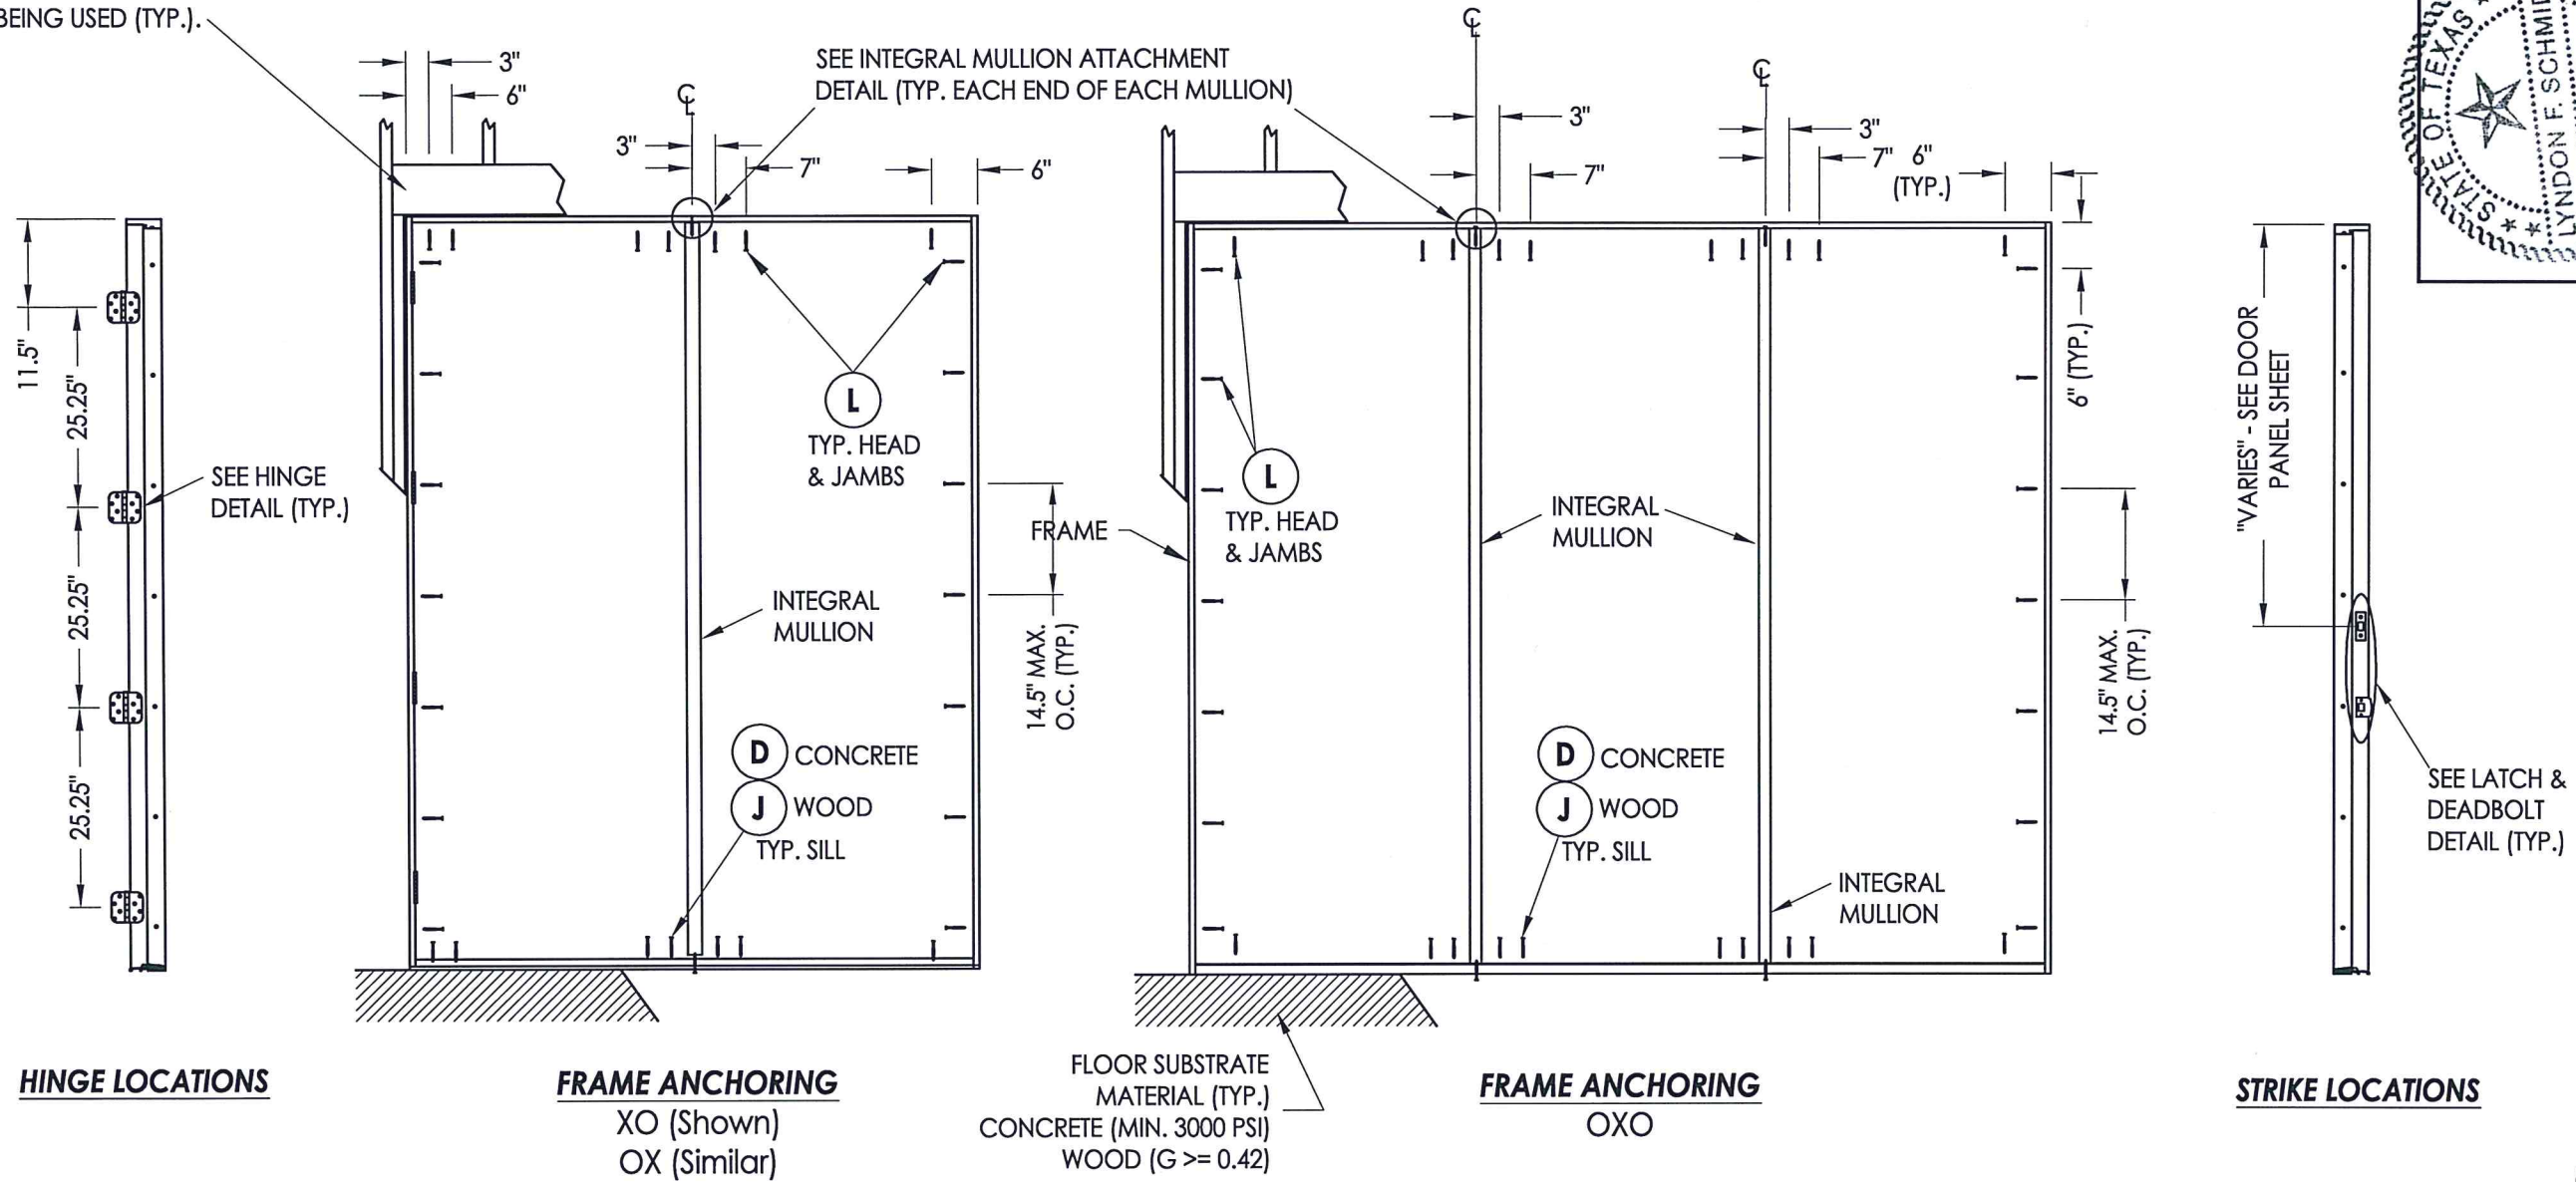 BEING USED (TYP.).
3"
6"
℄
3"
7"
6"
SEE INTEGRAL MULLION ATTACHMENT
DETAIL (TYP. EACH END OF EACH MULLION)
℄
3"
7"
℄
3"
7"
6"
(TYP.)
STATE OF TEXAS
LYNDON F. SCHMID
11.5"
25.25"
25.25"
25.25"
SEE HINGE
DETAIL (TYP.)
L
TYP. HEAD
& JAMBS
INTEGRAL
MULLION
D CONCRETE
J WOOD
TYP. SILL
14.5" MAX.
O.C. (TYP.)
FRAME
L
TYP. HEAD
& JAMBS
INTEGRAL
MULLION
D CONCRETE
J WOOD
TYP. SILL
INTEGRAL
MULLION
6" (TYP.)
14.5" MAX.
O.C. (TYP.)
"VARIES" - SEE DOOR
PANEL SHEET
SEE LATCH &
DEADBOLT
DETAIL (TYP.)
HINGE LOCATIONS
FRAME ANCHORING
XO (Shown)
OX (Similar)
FLOOR SUBSTRATE
MATERIAL (TYP.)
CONCRETE (MIN. 3000 PSI)
WOOD (G >= 0.42)
FRAME ANCHORING
OXO
STRIKE LOCATIONS